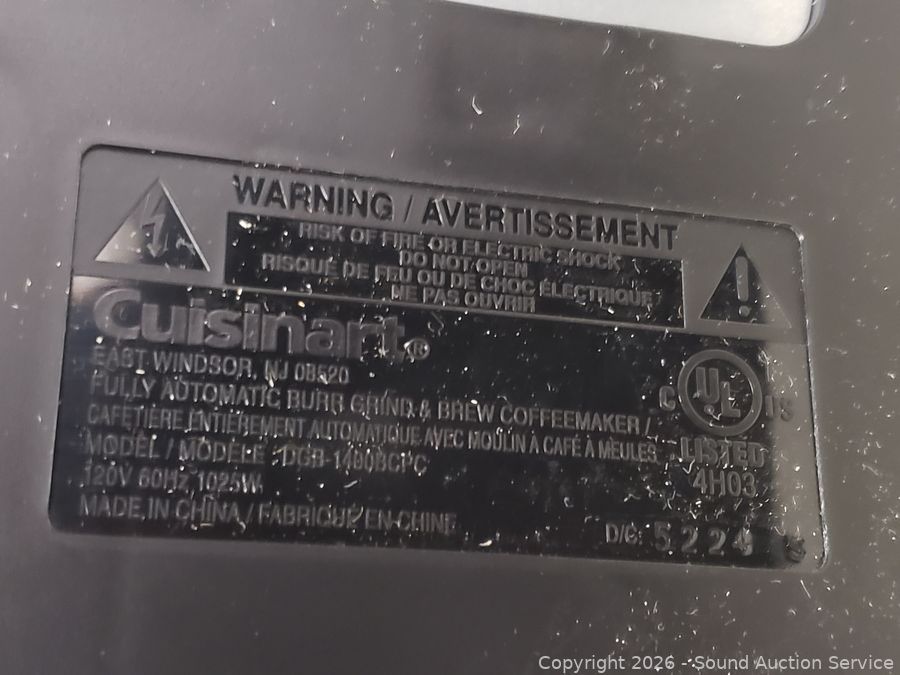 WARNING / AVERTISSEMENT
RISK OF FIRE OR ELECTRIC SHOCK
DO NOT OPEN
RISQUE DE FEU OU DE CHOC ÉLECTRIQUE
NE PAS OUVRIR
Cuisinart®
EAST WINDSOR, NJ 08520
FULLY AUTOMATIC BURR GRIND & BREW COFFEEMAKER /
CAFETIÈRE ENTIÈREMENT AUTOMATIQUE AVEC MOULIN À CAFÉ À MEULES
MODEL / MODÈLE :
120V 60Hz 1025W
MADE IN CHINA / FABRIQUÉ EN CHINE
C UL US
LISTED
4H03
D/C: 5224
Copyright 2026 - Sound Auction Service